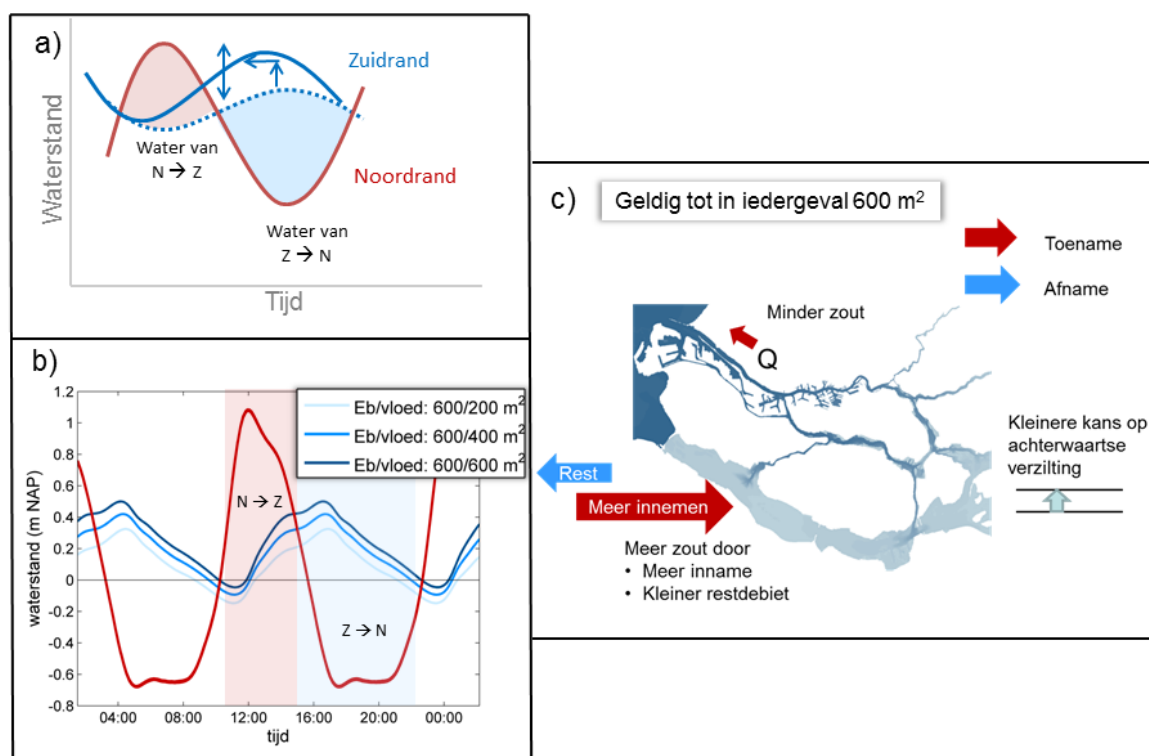 a)
Waterstand
Zuidrand
Water van
N → Z
Noordrand
Water van
Z → N
Tijd
b)
waterstand (m NAP)
1.2
1
0.8
0.6
0.4
0.2
0
-0.2
-0.4
-0.6
-0.8
Eb/vloed: 600/200 m²
Eb/vloed: 600/400 m²
Eb/vloed: 600/600 m²
N → Z
Z → N
04:00 08:00 12:00 16:00 20:00 00:00
tijd
c)
Geldig tot in iedergeval 600 m²
Toename
Afname
Minder zout
Q
Kleinere kans op
achterwaartse
verzilting
Rest
Meer innemen
Meer zout door
• Meer inname
• Kleiner restdebiet